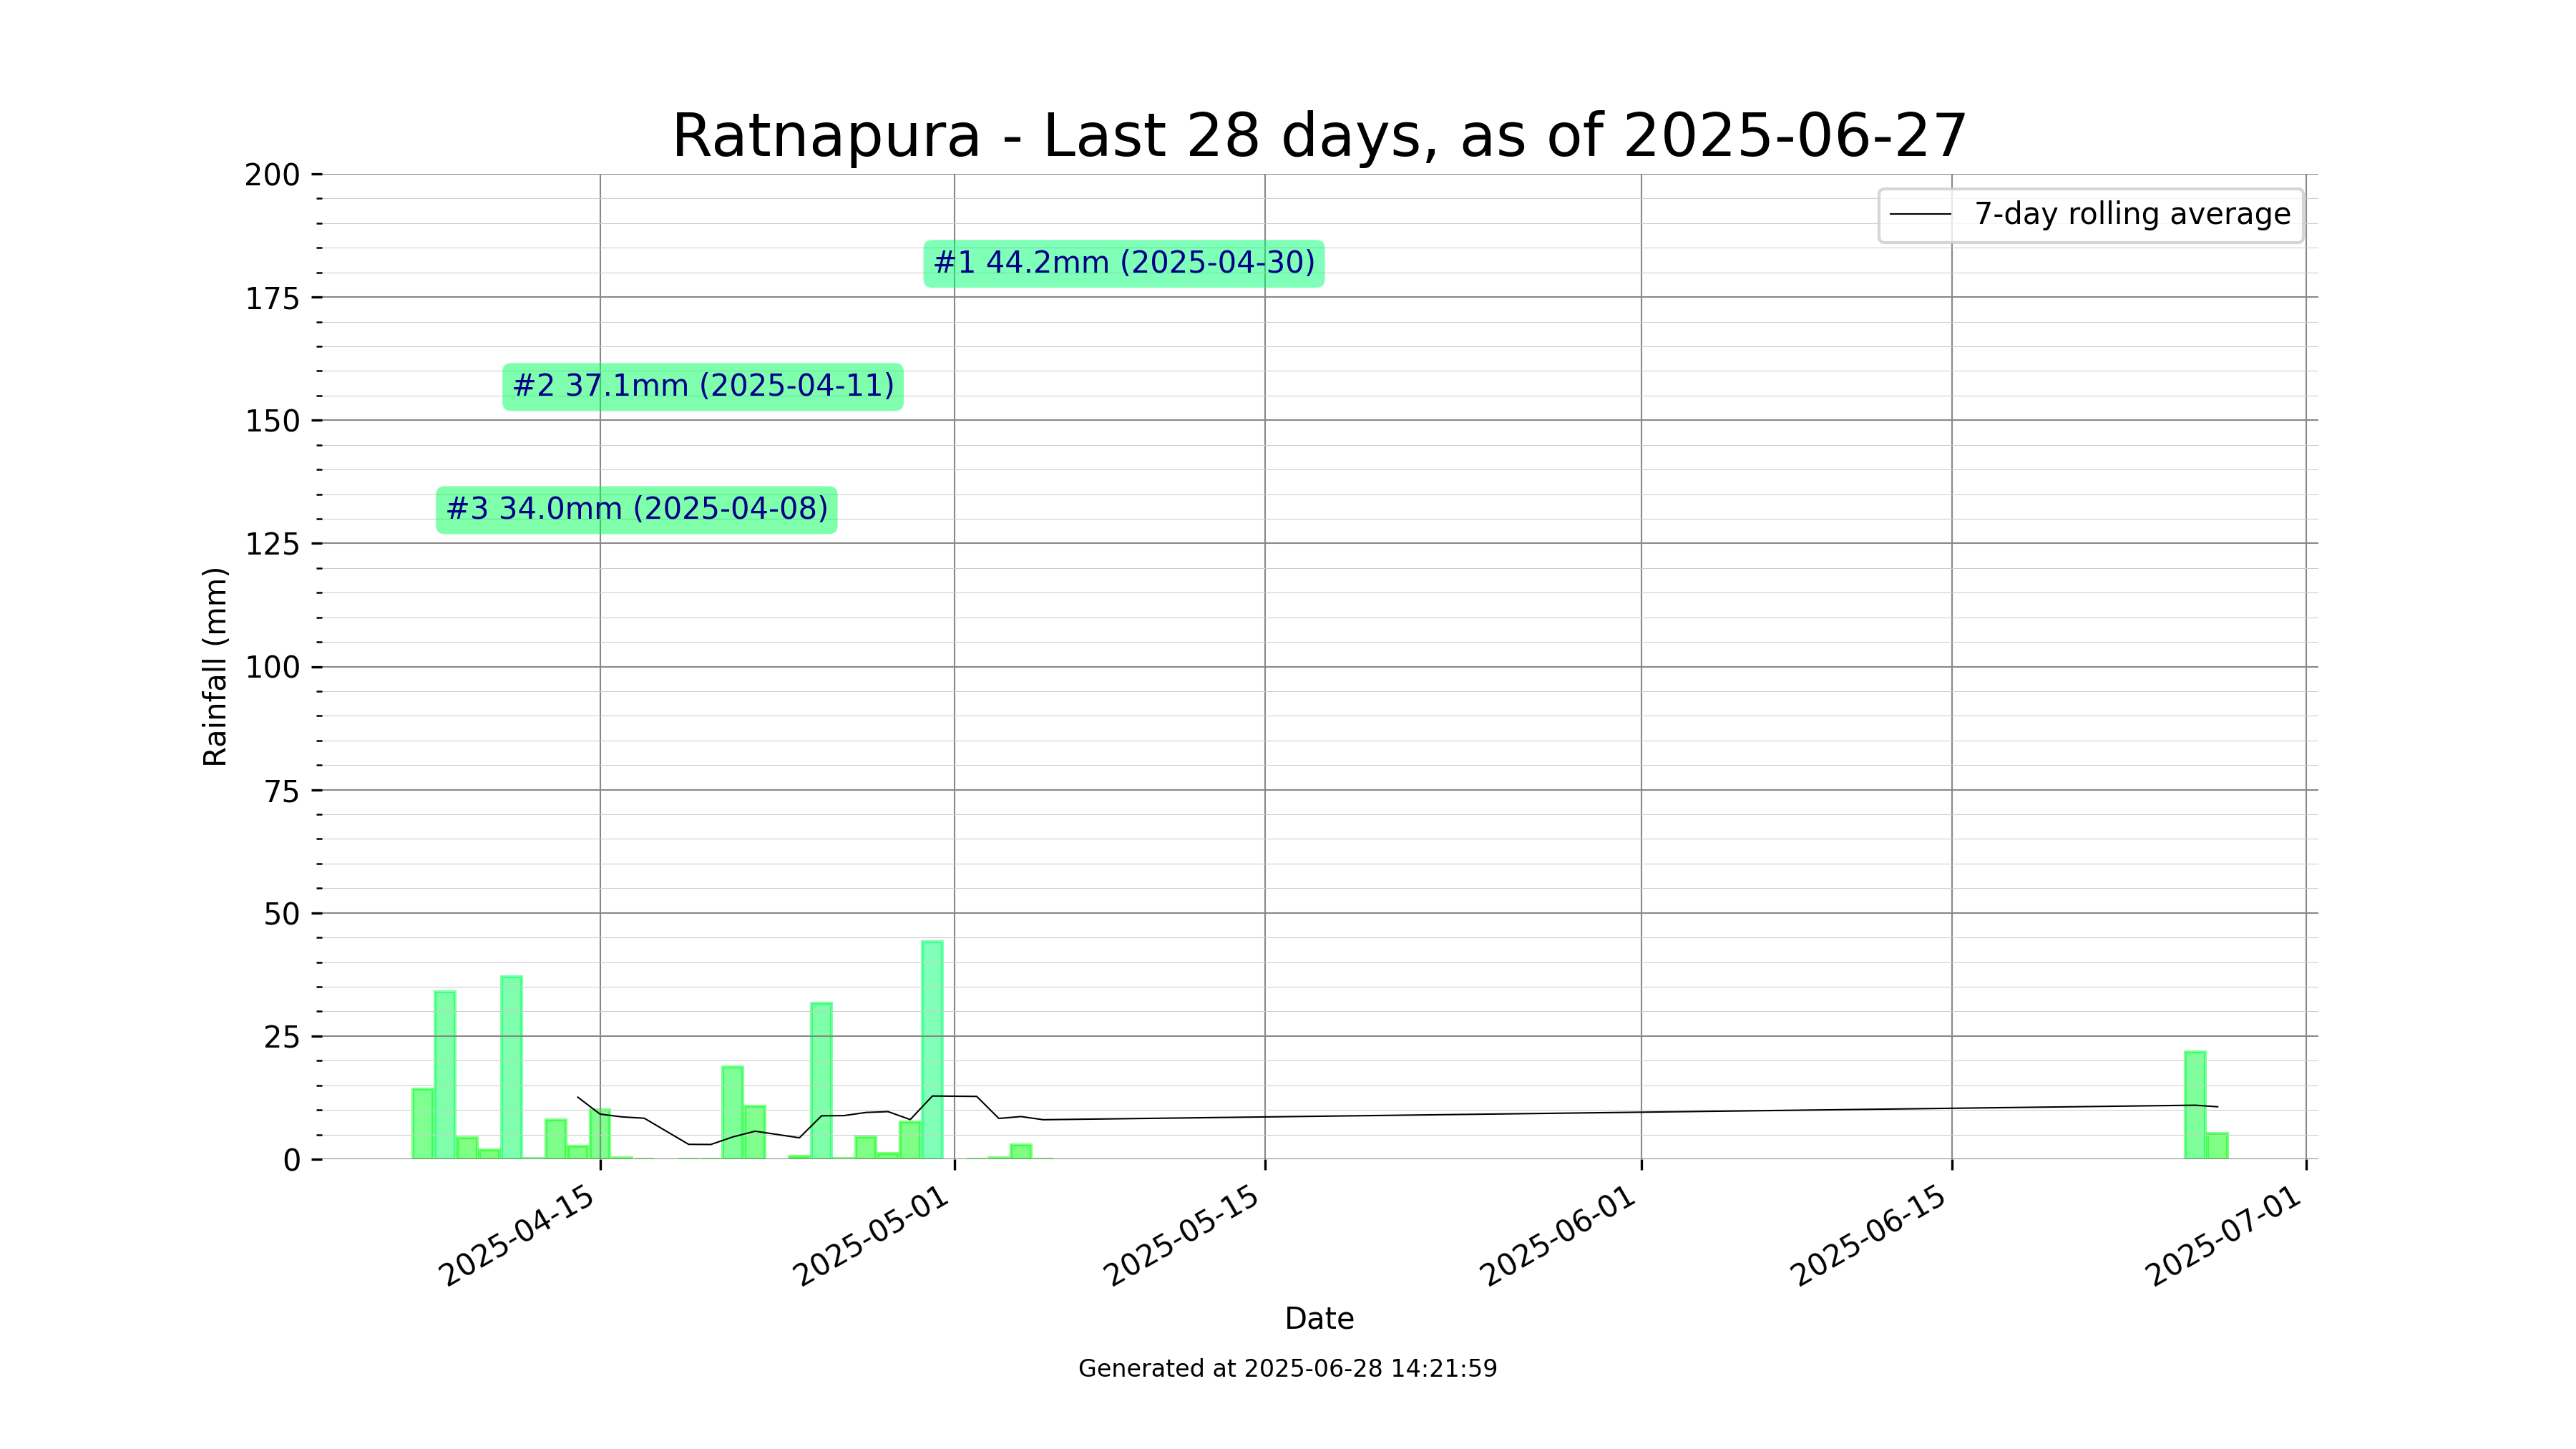 Ratnapura - Last 28 days, as of 2025-06-27
200
175
150
125
100
75
50
25
0
Rainfall (mm)
7-day rolling average
#1 44.2mm (2025-04-30)
#2 37.1mm (2025-04-11)
#3 34.0mm (2025-04-08)
2025-04-15
2025-05-01
2025-05-15
2025-06-01
2025-06-15
2025-07-01
Date
Generated at 2025-06-28 14:21:59